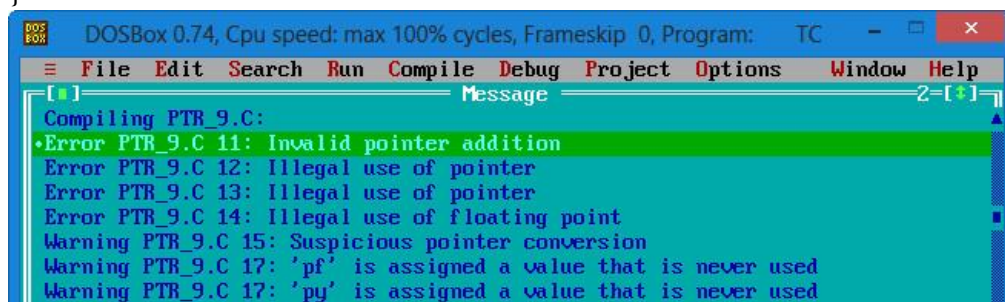 }
DOS BOX DOSBox 0.74, Cpu speed: max 100% cycles, Frameskip 0, Program: TC
≡ File Edit Search Run Compile Debug Project Options Window Help
[■] Message 2=[↕]
Compiling PTR_9.C:
•Error PTR_9.C 11: Invalid pointer addition
Error PTR_9.C 12: Illegal use of pointer
Error PTR_9.C 13: Illegal use of pointer
Error PTR_9.C 14: Illegal use of floating point
Warning PTR_9.C 15: Suspicious pointer conversion
Warning PTR_9.C 17: 'pf' is assigned a value that is never used
Warning PTR_9.C 17: 'py' is assigned a value that is never used